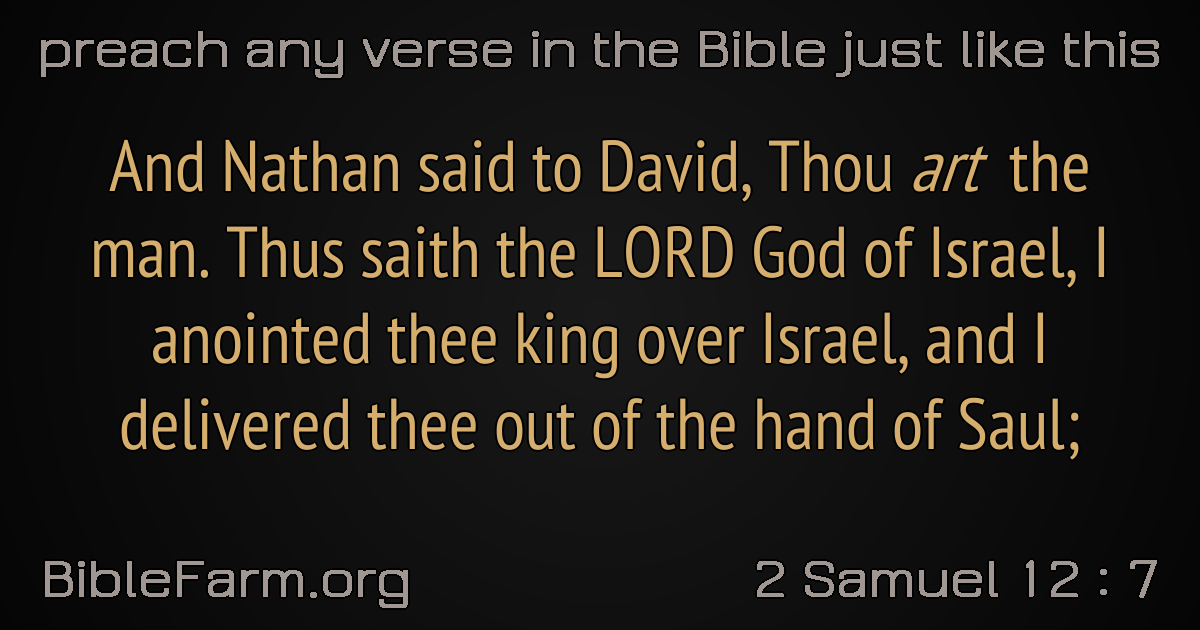 preach any verse in the Bible just like this
And Nathan said to David, Thou art the
man. Thus saith the LORD God of Israel, I
anointed thee king over Israel, and I
delivered thee out of the hand of Saul;
BibleFarm.org
2 Samuel 12 : 7